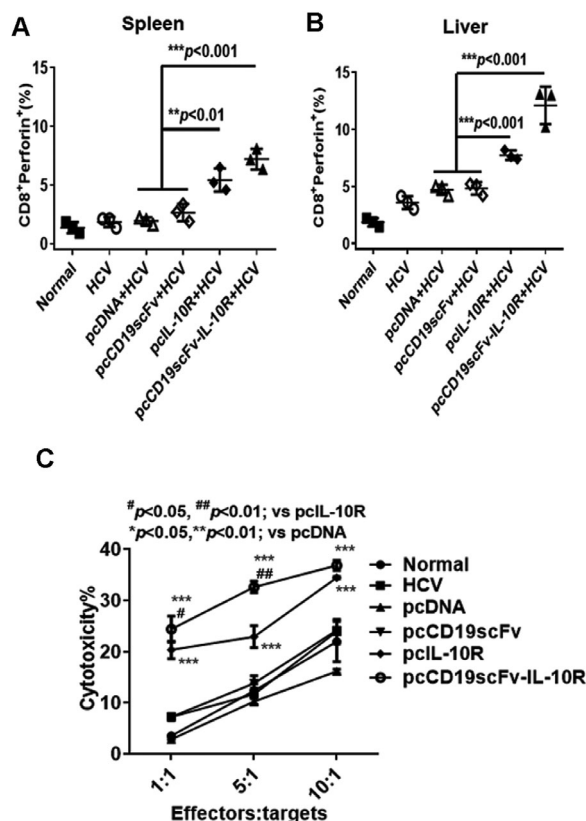 A
Spleen
***p<0.001
**p<0.01
CD8+Perforin+(%)
15
10
5
0
Normal
HCV
pcDNA+HCV
pcCD19scFv+HCV
pcIL-10R+HCV
pcCD19scFv-IL-10R+HCV
B
Liver
***p<0.001
***p<0.001
CD8+Perforin+(%)
15
10
5
0
Normal
HCV
pcDNA+HCV
pcCD19scFv+HCV
pcIL-10R+HCV
pcCD19scFv-IL-10R+HCV
C
#p<0.05, ##p<0.01; vs pcIL-10R
*p<0.05,**p<0.01; vs pcDNA
Cytotoxicity%
40
30
20
10
0
***
#
***
***
##
***
***
***
1:1
5:1
10:1
Effectors:targets
Normal
HCV
pcDNA
pcCD19scFv
pcIL-10R
pcCD19scFv-IL-10R